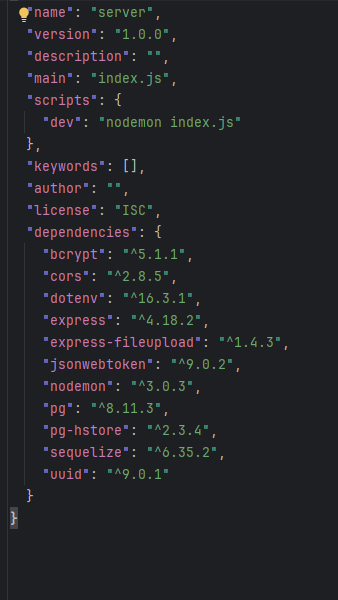 "name": "server",
"version": "1.0.0",
"description": "",
"main": "index.js",
"scripts": {
"dev": "nodemon index.js"
},
"keywords": [],
"author": "",
"license": "ISC",
"dependencies": {
"bcrypt": "^5.1.1",
"cors": "^2.8.5",
"dotenv": "^16.3.1",
"express": "^4.18.2",
"express-fileupload": "^1.4.3",
"jsonwebtoken": "^9.0.2",
"nodemon": "^3.0.3",
"pg": "^8.11.3",
"pg-hstore": "^2.3.4",
"sequelize": "^6.35.2",
"uuid": "^9.0.1"
}
}